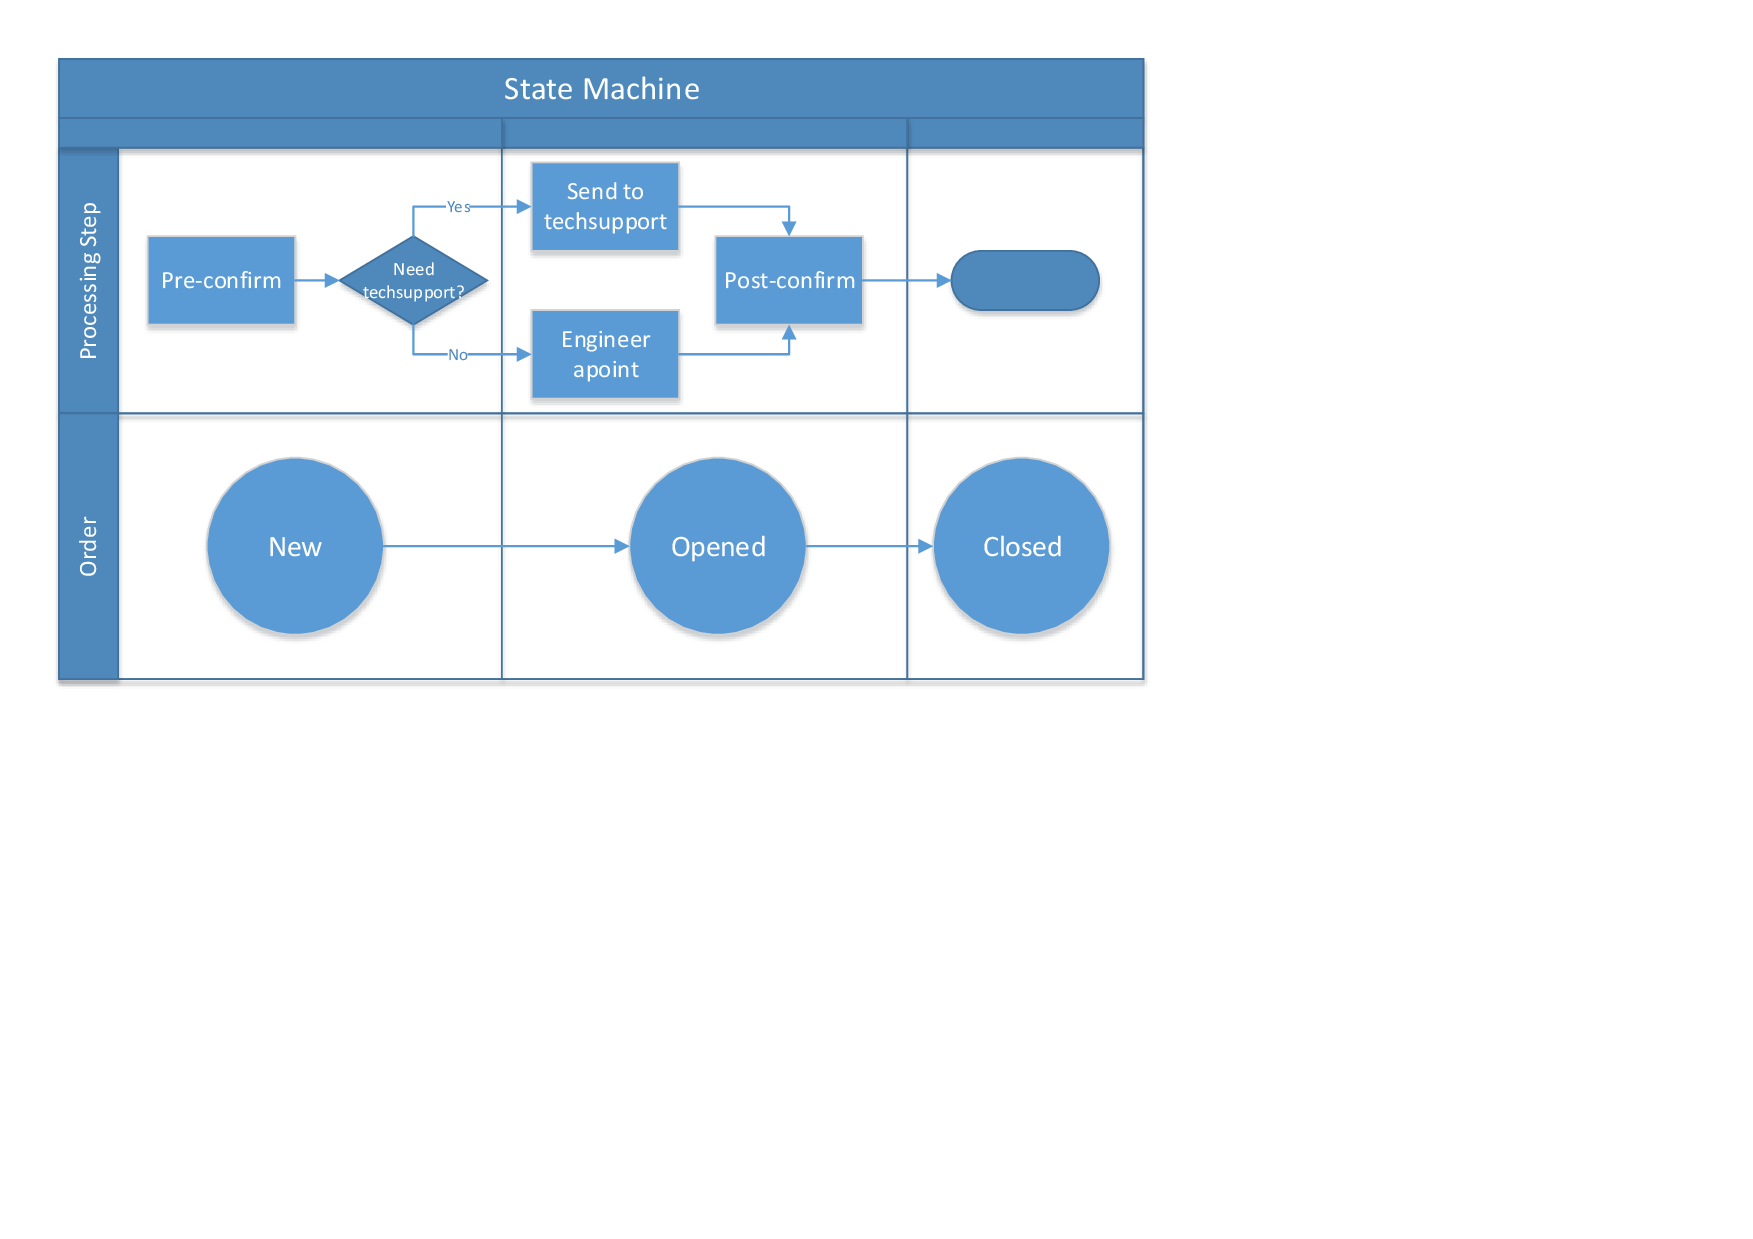 State Machine
Processing Step
Pre-confirm
Need
techsupport?
Yes
No
Send to
techsupport
Engineer
apoint
Post-confirm
Order
New
Opened
Closed